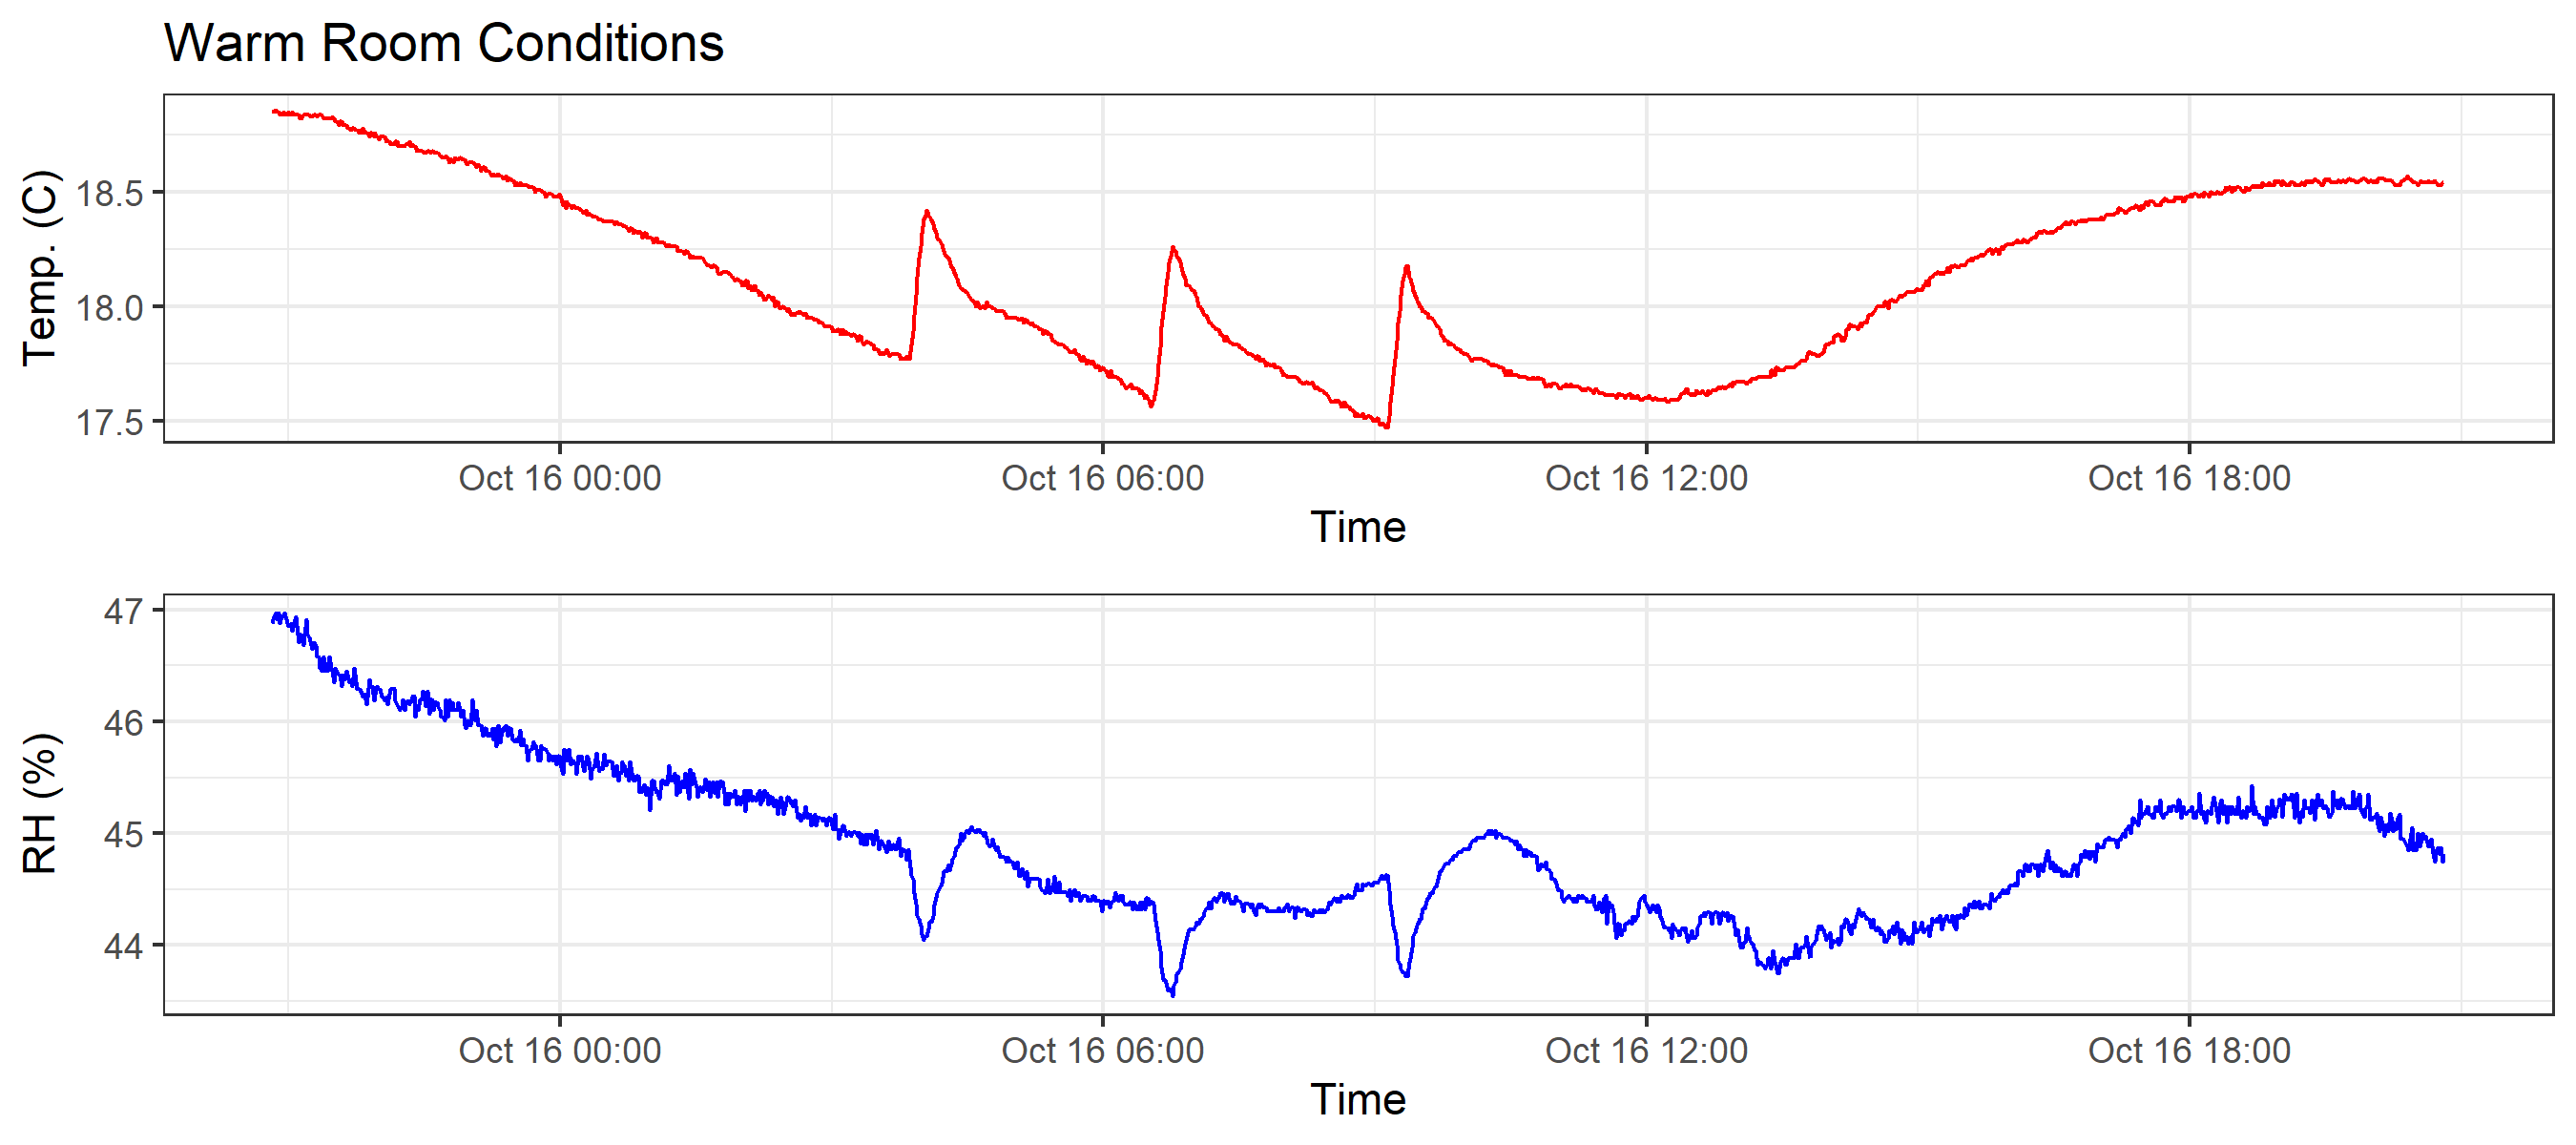 Warm Room Conditions
Temp. (C)
18.5
18.0
17.5
Oct 16 00:00 Oct 16 06:00 Oct 16 12:00 Oct 16 18:00
Time
RH (%)
47
46
45
44
Oct 16 00:00 Oct 16 06:00 Oct 16 12:00 Oct 16 18:00
Time